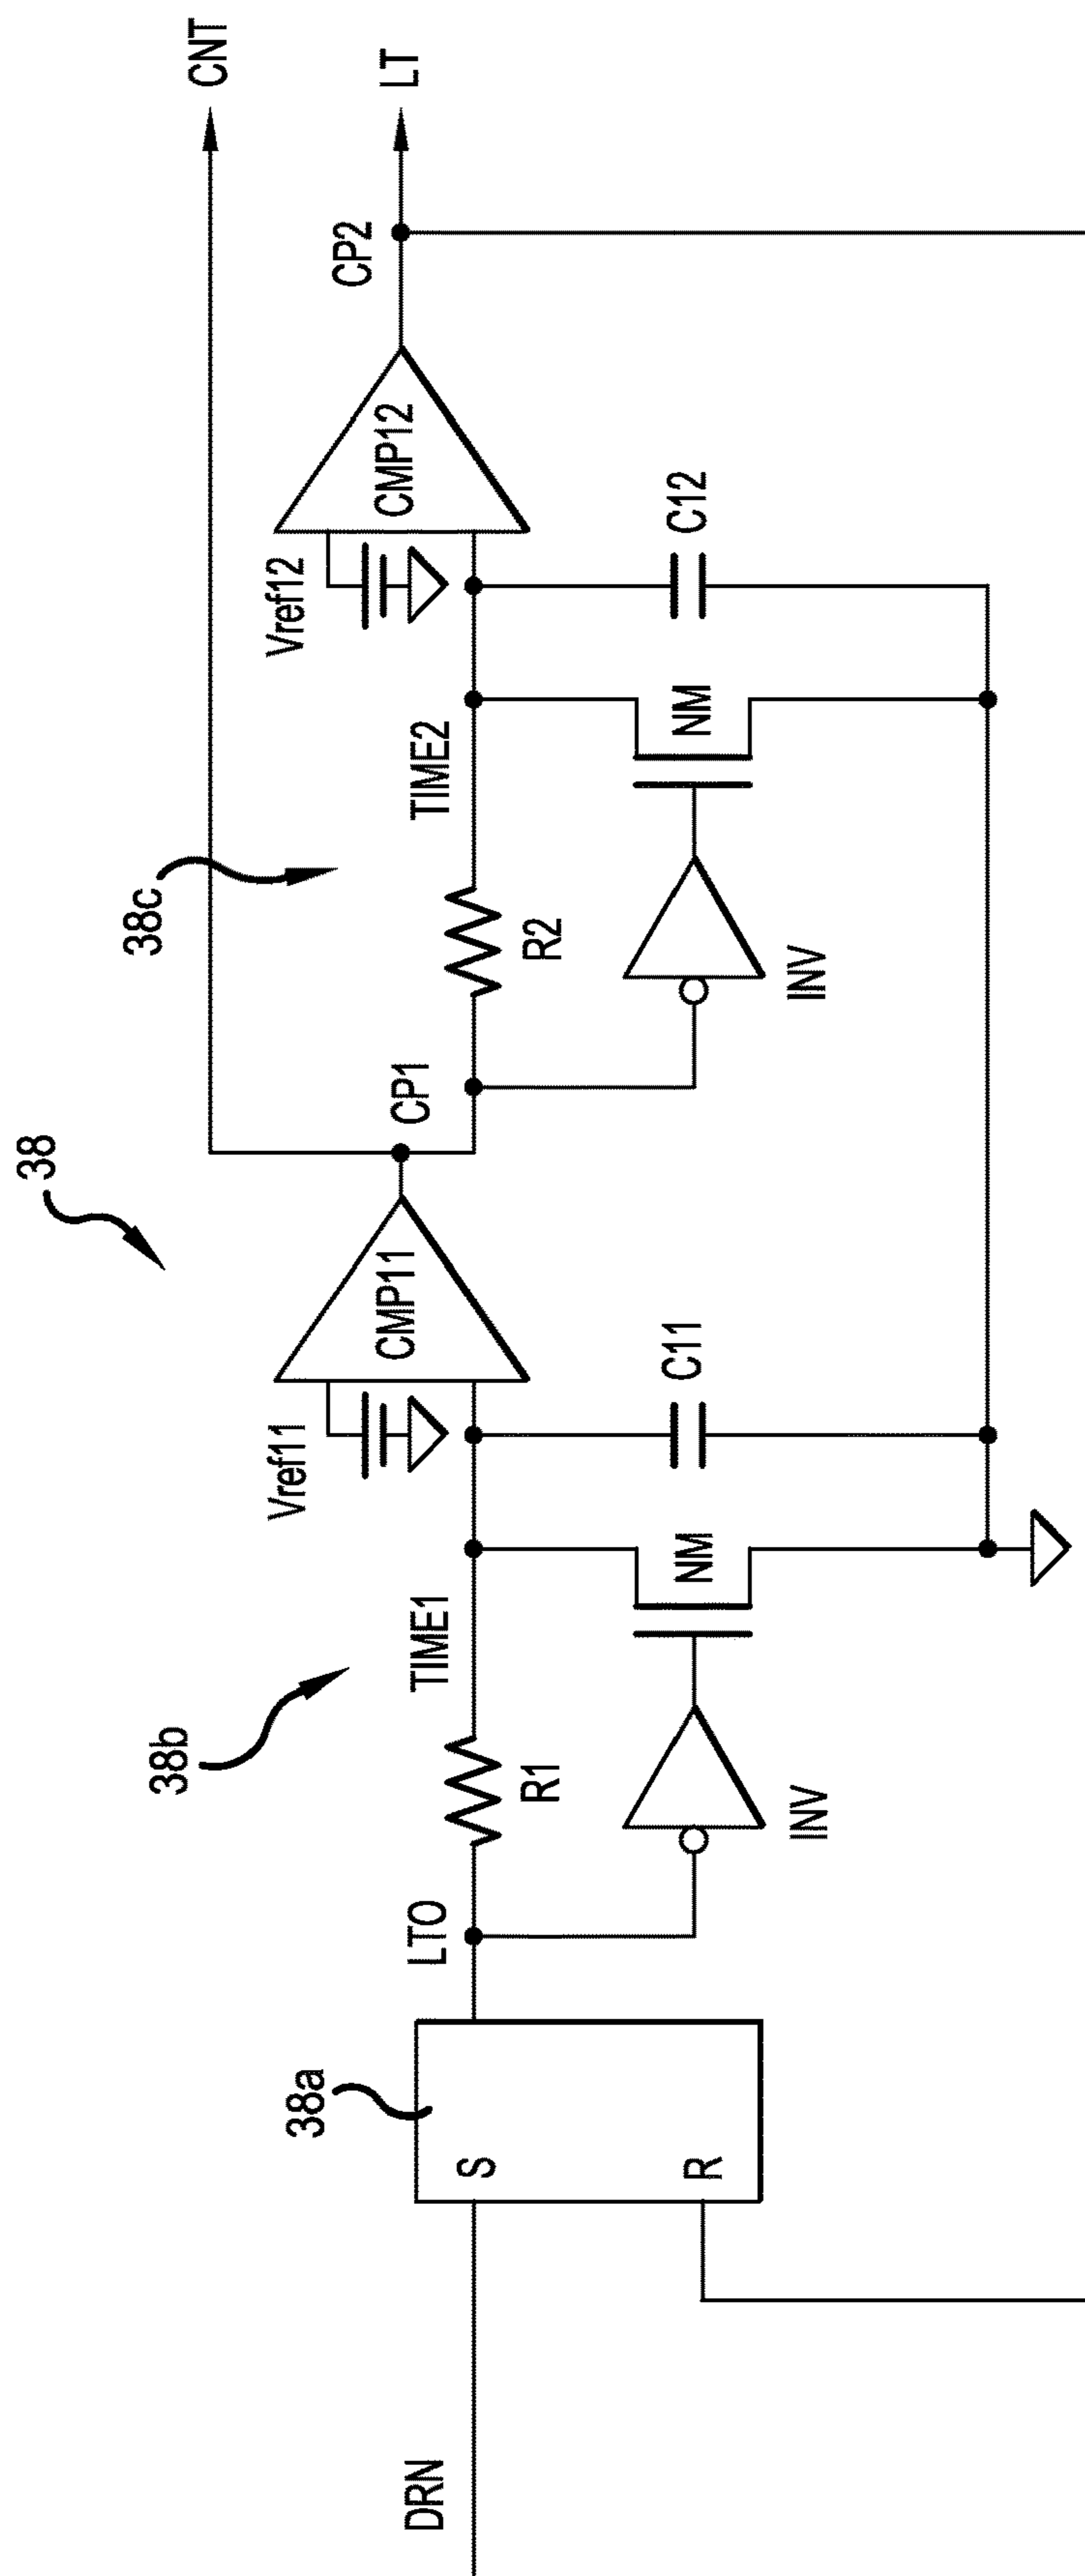 38
38b
38c
CNT
LT
Vref11
Vref12
CMP11
CMP12
CP1
CP2
DRN
38a
S
R
LTO
R1
TIME1
R2
TIME2
INV
NM
C11
INV
NM
C12